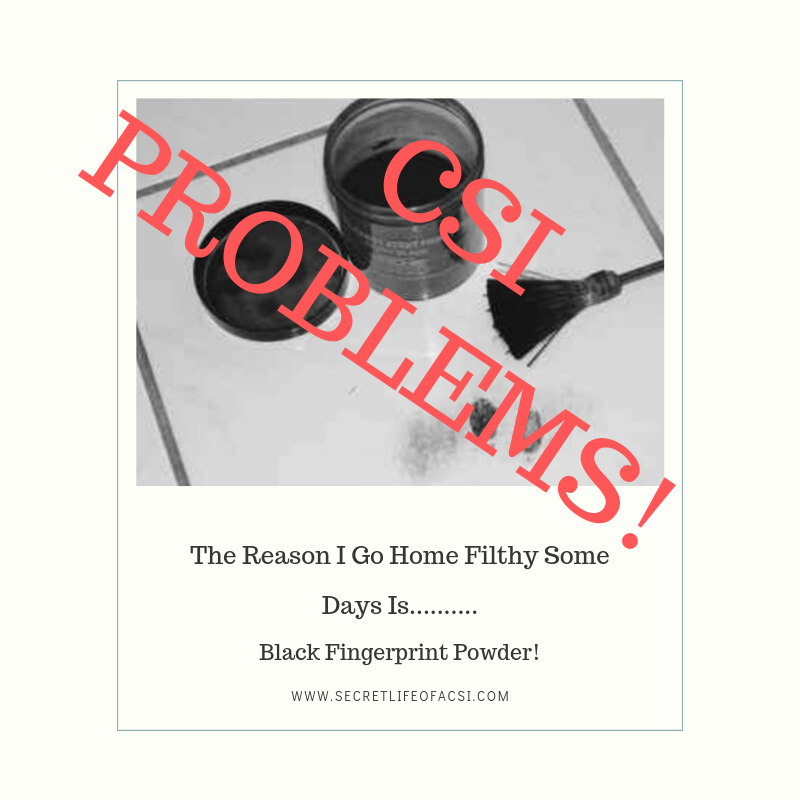 CSI
PROBLEMS!
The Reason I Go Home Filthy Some
Days Is..........
Black Fingerprint Powder!
WWW.SECRETLIFEOFACSI.COM